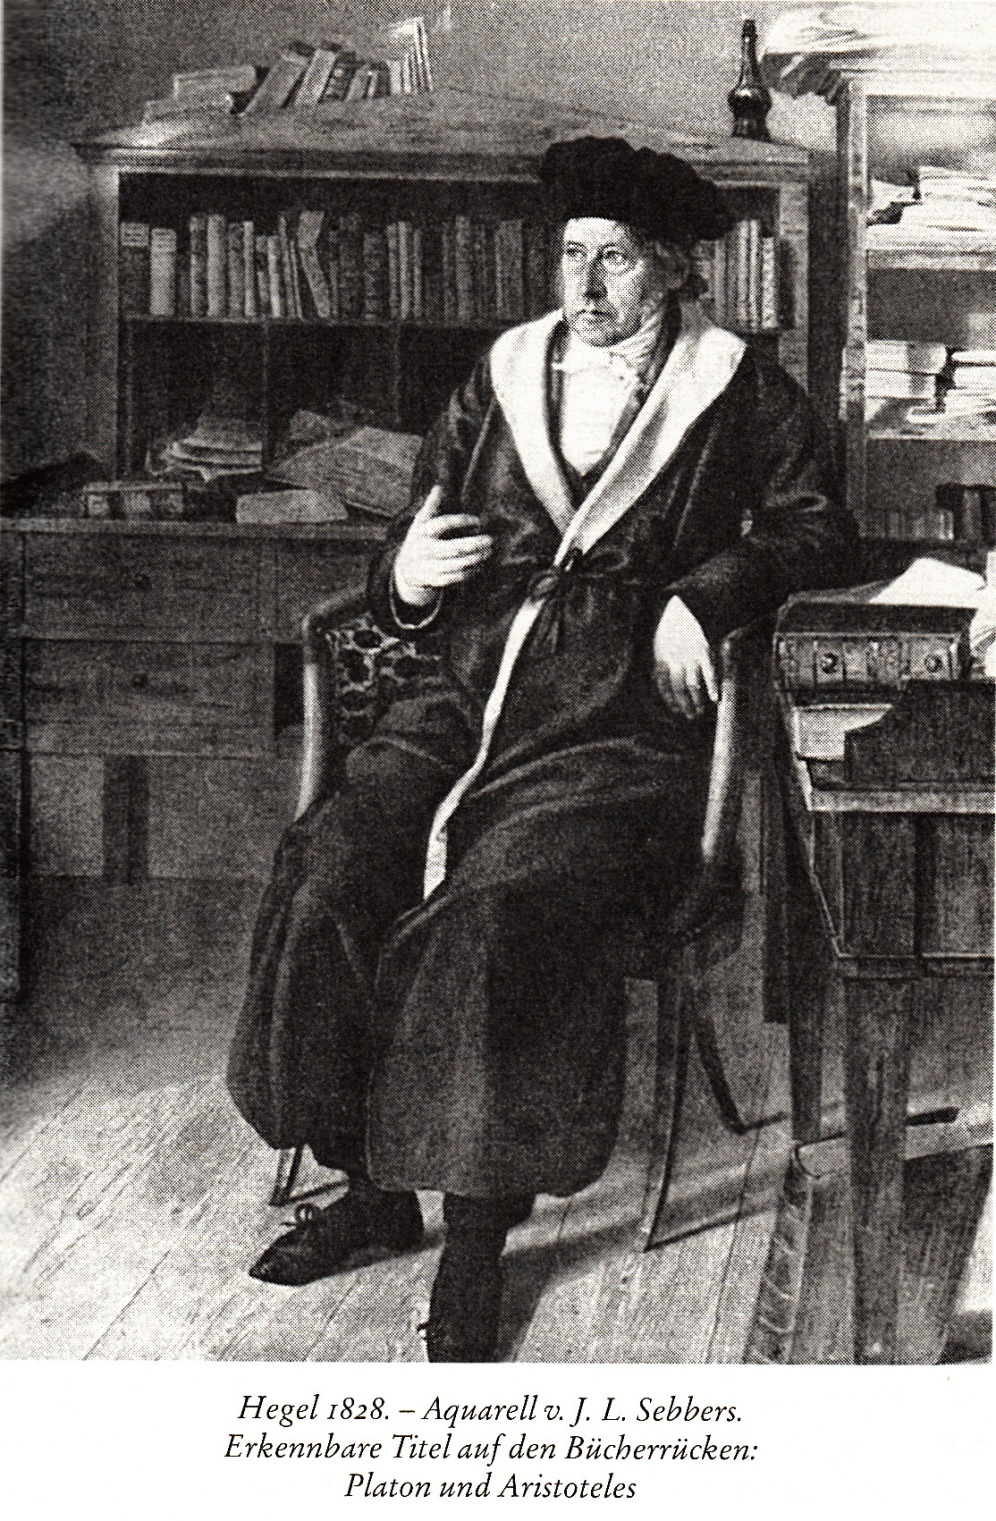 Hegel 1828. – Aquarell v. J. L. Sebbers.
Erkennbare Titel auf den Bücherrücken:
Platon und Aristoteles